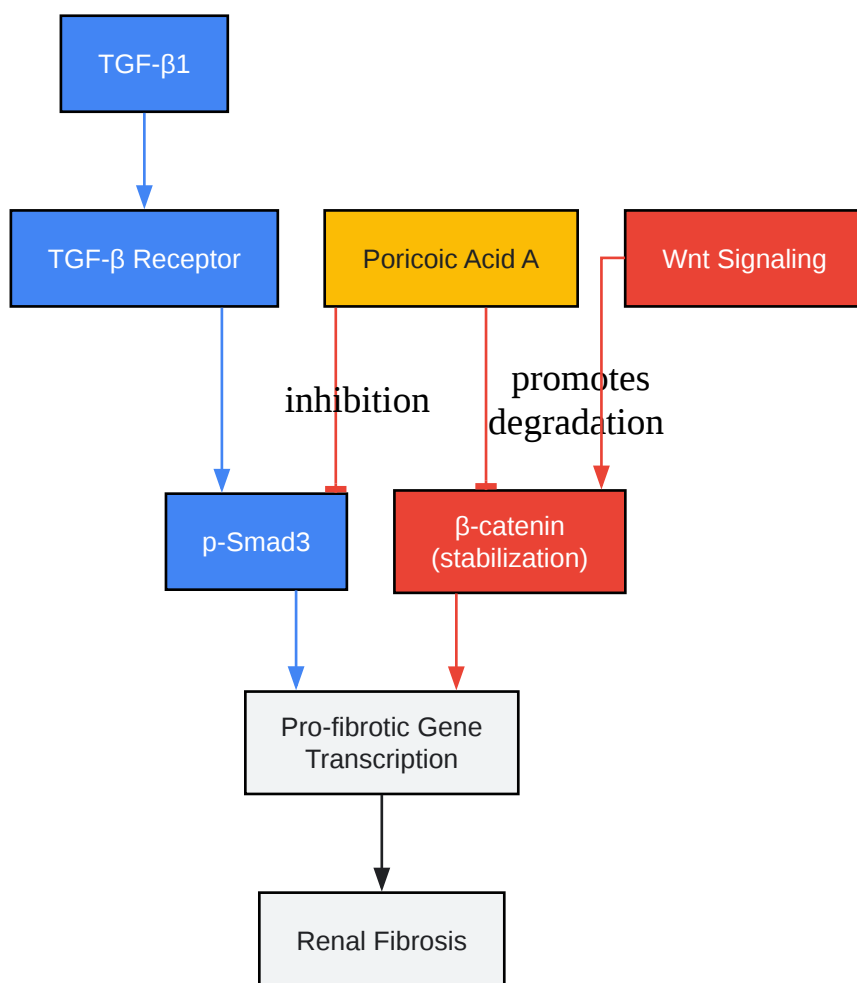 TGF-β1
TGF-β Receptor
Poricoic Acid A
Wnt Signaling
inhibition
promotes
degradation
p-Smad3
β-catenin
(stabilization)
Pro-fibrotic Gene
Transcription
Renal Fibrosis